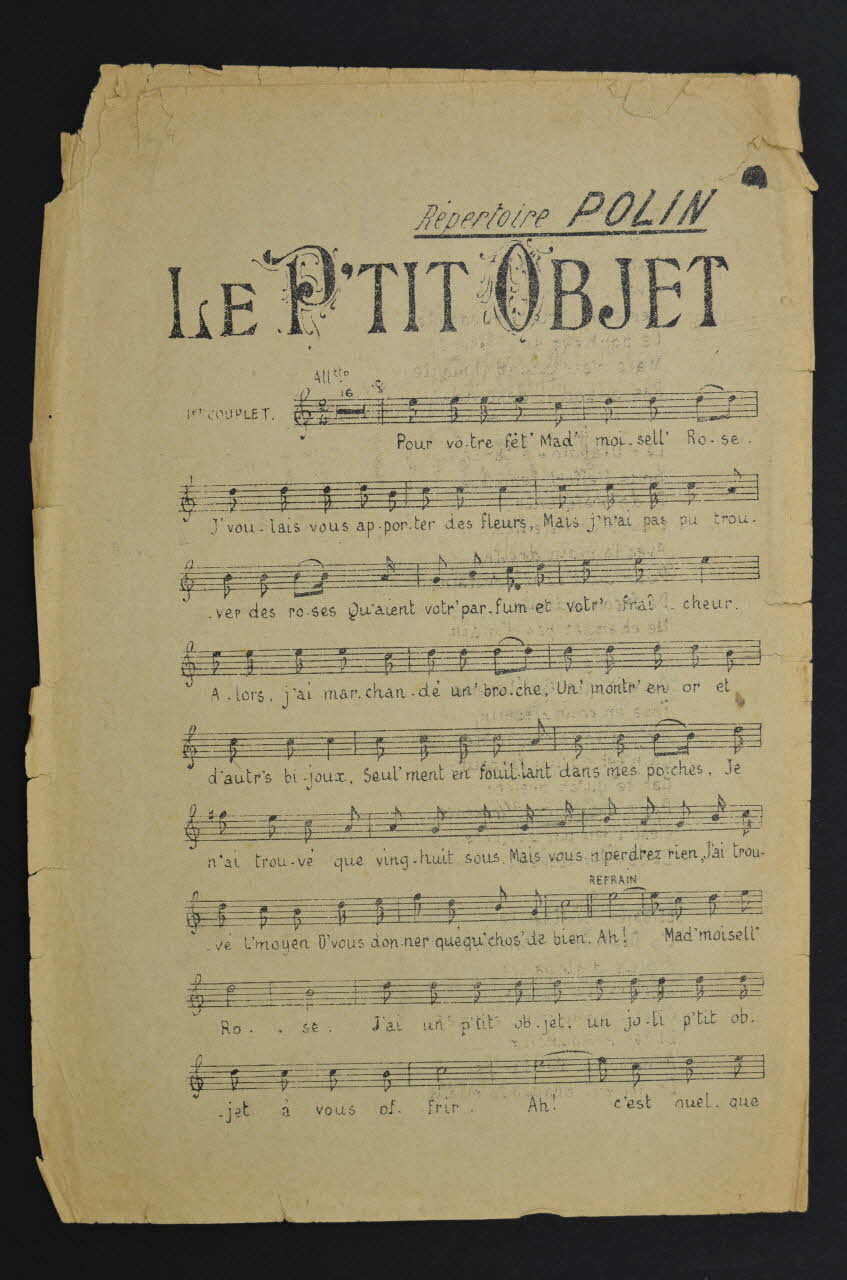 Répertoire POLIN
LE P'TIT OBJET
Alltto
16
1er COUPLET.
Pour vo-tre fêt' Mad' moi-sell' Ro-se.
J'vou-lais vous ap-por-ter des fleurs, Mais j'n'ai pas pu trou-
-ver des ro-ses Qu'aient votr' par-fum et votr' fraî-cheur.
A-lors, j'ai mar-chan-dé un' bro-che, Un' montr' en or et
d'autr's bi-joux, Seul'ment en fouil-lant dans mes po-ches, Je
n'ai trou-vé que ving-huit sous, Mais vous n'perdrez rien, J'ai trou-
-vé L'moyen D'vous don-ner quéqu'chos' de bien. Ah! Mad'moisell'
REFRAIN
Ro-se. J'ai un p'tit ob-jet, un jo-li p'tit ob-
-jet à vous of-frir. Ah! c'est quel-que